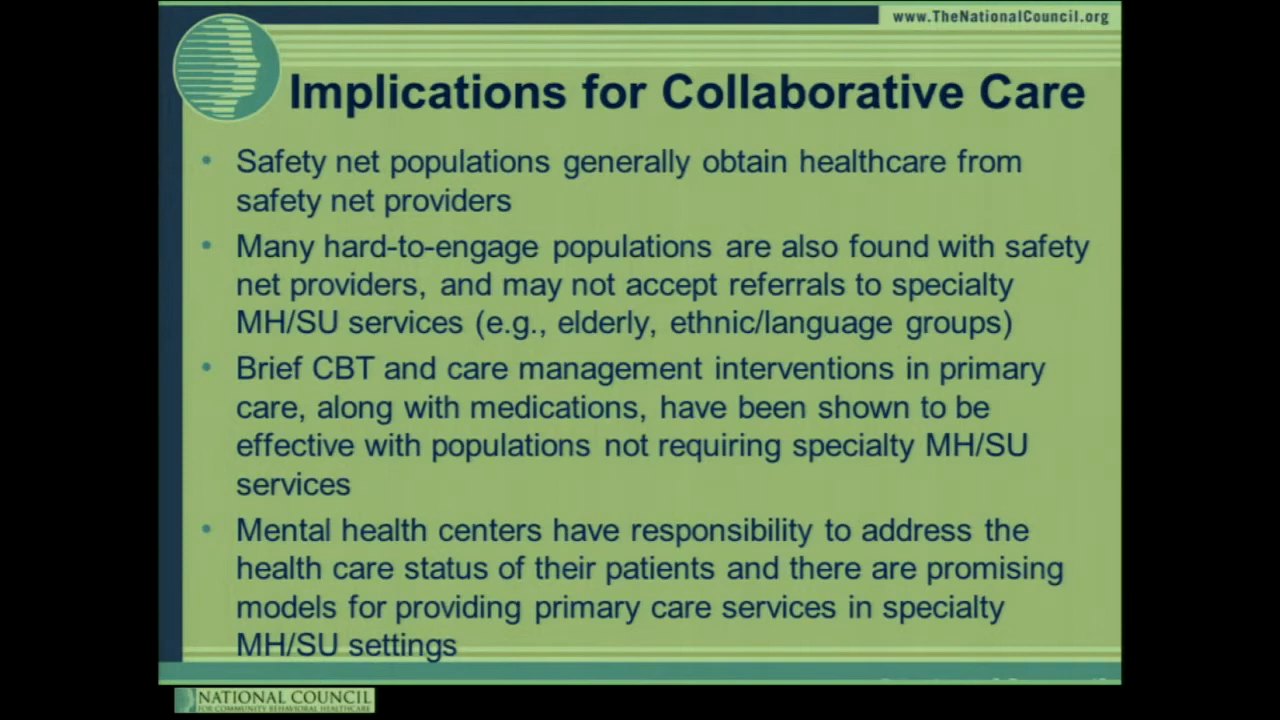 www.TheNationalCouncil.org
Implications for Collaborative Care
• Safety net populations generally obtain healthcare from
safety net providers
• Many hard-to-engage populations are also found with safety
net providers, and may not accept referrals to specialty
MH/SU services (e.g., elderly, ethnic/language groups)
• Brief CBT and care management interventions in primary
care, along with medications, have been shown to be
effective with populations not requiring specialty MH/SU
services
• Mental health centers have responsibility to address the
health care status of their patients and there are promising
models for providing primary care services in specialty
MH/SU settings
NATIONAL COUNCIL
FOR COMMUNITY BEHAVIORAL HEALTHCARE